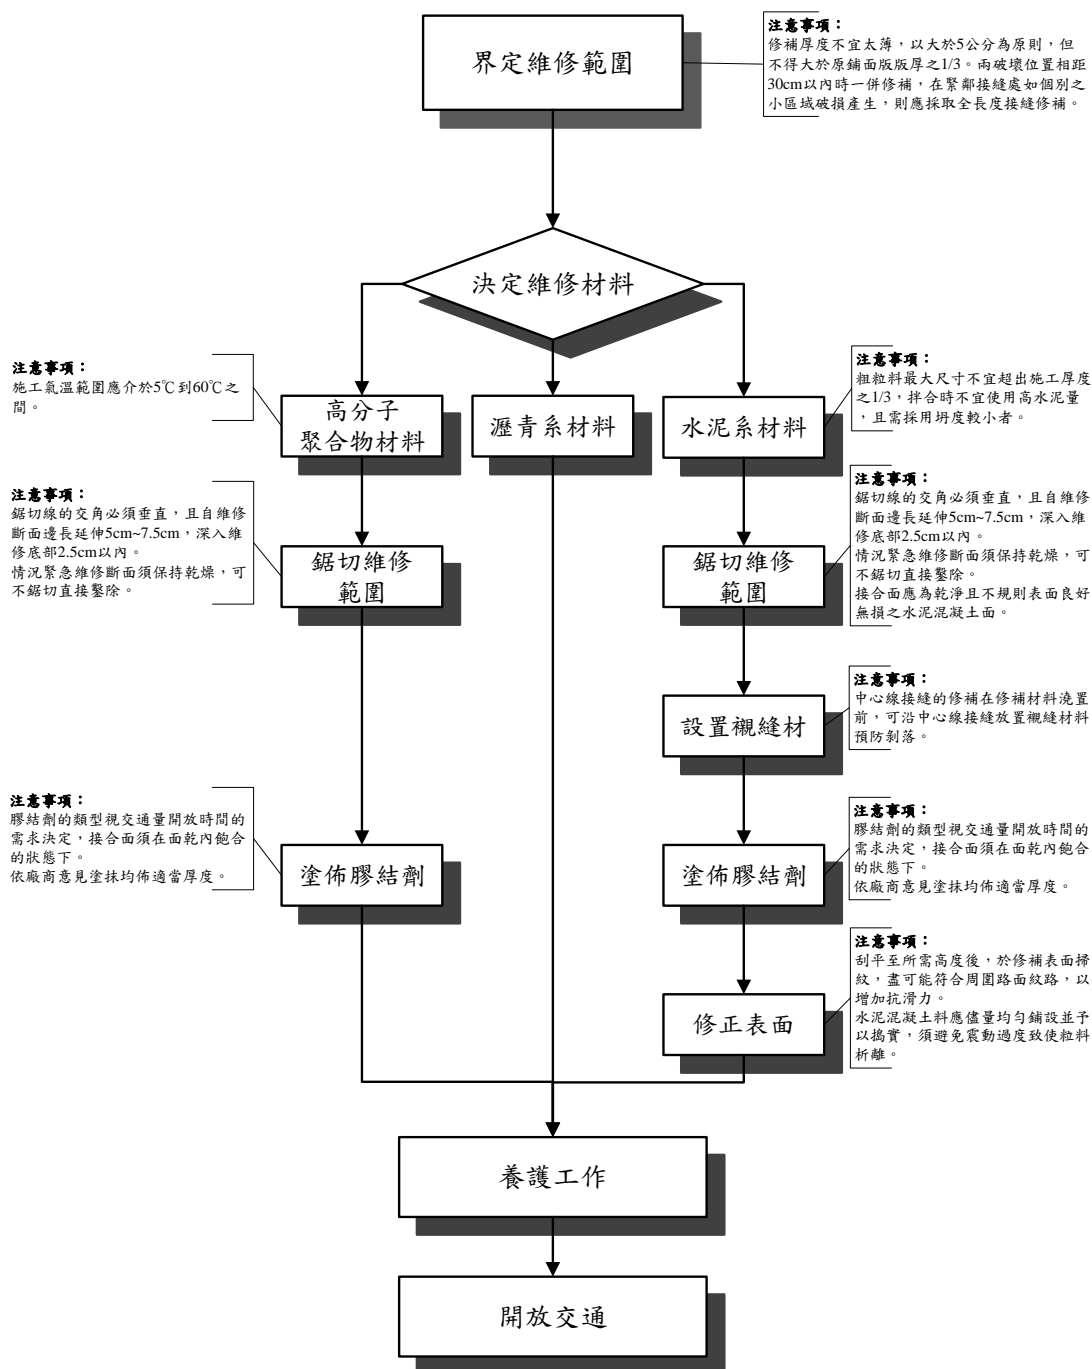 界定維修範圍
注意事項：
修補厚度不宜太薄，以大於5公分為原則，但
不得大於原鋪面版版厚之1/3。兩破壞位置相距
30cm以內時一併修補，在緊鄰接縫處如個別之
小區域破損產生，則應採取全長度接縫修補。
決定維修材料
注意事項：
施工氣溫範圍應介於5℃到60℃之
間。
高分子
聚合物材料
瀝青系材料
水泥系材料
注意事項：
粗粒料最大尺寸不宜超出施工厚度
之1/3，拌合時不宜使用高水泥量
，且需採用坍度較小者。
注意事項：
鋸切線的交角必須垂直，且自維修
斷面邊長延伸5cm~7.5cm，深入維
修底部2.5cm以內。
情況緊急維修斷面須保持乾燥，可
不鋸切直接鑿除。
鋸切維修
範圍
鋸切維修
範圍
注意事項：
鋸切線的交角必須垂直，且自維修
斷面邊長延伸5cm~7.5cm，深入維
修底部2.5cm以內。
情況緊急維修斷面須保持乾燥，可
不鋸切直接鑿除。
接合面應為乾淨且不規則表面良好
無損之水泥混凝土面。
設置襯縫材
注意事項：
中心線接縫的修補在修補材料澆置
前，可沿中心線接縫放置襯縫材料
預防剝落。
注意事項：
膠結劑的類型視交通量開放時間的
需求決定，接合面須在面乾內飽合
的狀態下。
依廠商意見塗抹均佈適當厚度。
塗佈膠結劑
塗佈膠結劑
注意事項：
膠結劑的類型視交通量開放時間的
需求決定，接合面須在面乾內飽合
的狀態下。
依廠商意見塗抹均佈適當厚度。
修正表面
注意事項：
刮平至所需高度後，於修補表面掃
紋，盡可能符合周圍路面紋路，以
增加抗滑力。
水泥混凝土料應儘量均勻鋪設並予
以搗實，須避免震動過度致使粒料
析離。
養護工作
開放交通